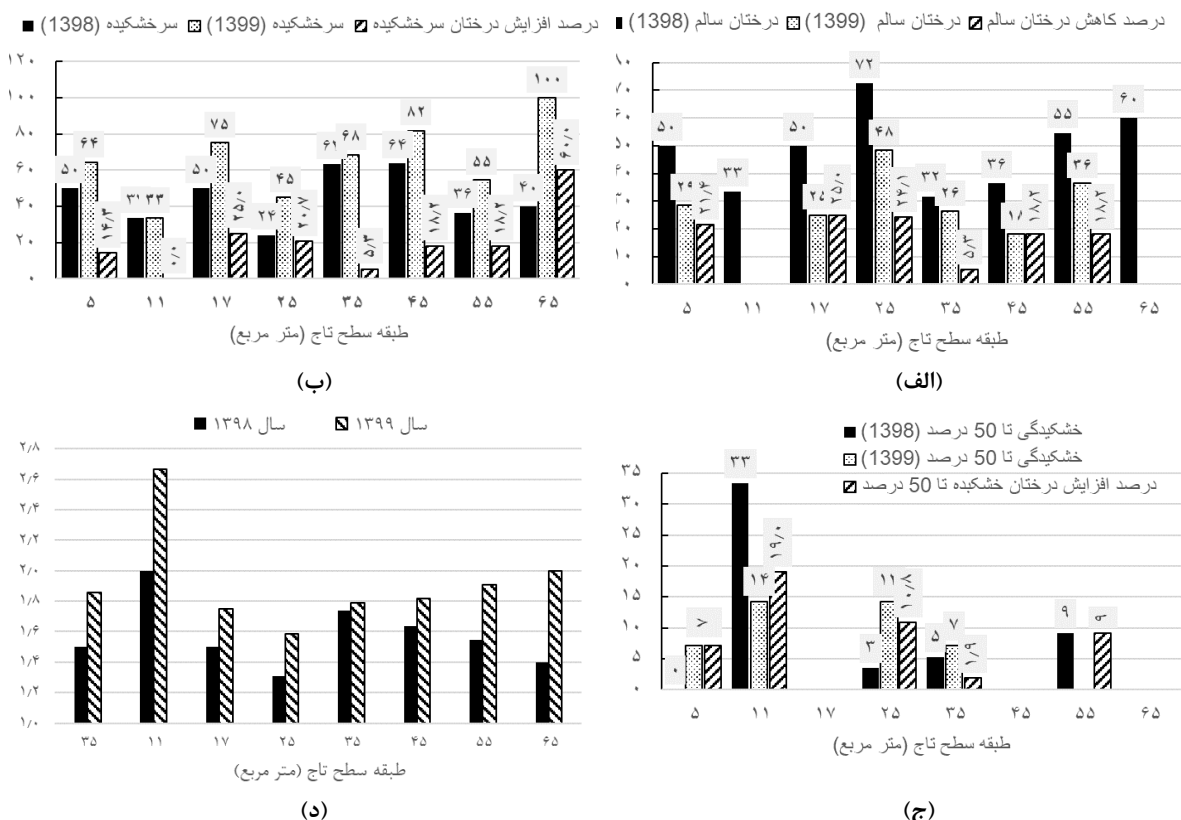 درصد کاهش درختان سالم درختان سالم (1399) درختان سالم (1398)
۸۰
۷۰
۶۰
۵۰
۴۰
۳۰
۲۰
۱۰
۰
۵۰ ۳۳ ۵۰ ۷۲ ۳۲ ۳۶ ۵۵ ۶۰
۴۸ ۲۶ ۳۶
۲۱٫۴ ۲۵٫۰ ۲۴٫۱ ۵٫۳ ۱۸٫۲ ۱۸٫۲
۵ ۱۱ ۱۷ ۲۵ ۳۵ ۴۵ ۵۵ ۶۵
طبقه سطح تاج (متر مربع)
(الف)
درصد افزایش درختان سرخشکیده سرخشکیده (1399) سرخشکیده (1398)
۱۲۰
۱۰۰
۸۰
۶۰
۴۰
۲۰
۰
۵۰ ۵۰ ۲۴ ۶۴ ۳۶ ۴۰
۶۴ ۳۳ ۷۵ ۴۵ ۶۸ ۸۲ ۵۵ ۱۰۰
۱۴٫۳ ۰٫۰ ۲۵٫۰ ۲۰٫۷ ۵٫۳ ۱۸٫۲ ۱۸٫۲ ۶۰٫۰
۵ ۱۱ ۱۷ ۲۵ ۳۵ ۴۵ ۵۵ ۶۵
طبقه سطح تاج (متر مربع)
(ب)
خشکیدگی تا 50 درصد (1398)
خشکیدگی تا 50 درصد (1399)
درصد افزایش درختان خشکبده تا 50 درصد
۳۵
۳۰
۲۵
۲۰
۱۵
۱۰
۵
۰
۰ ۳۳ ۳ ۵ ۹
۷ ۱۴ ۷
۱۹٫۰ ۱۰٫۸ ۱٫۹ ۹
۵ ۱۱ ۱۷ ۲۵ ۳۵ ۴۵ ۵۵ ۶۵
طبقه سطح تاج (متر مربع)
(ج)
سال ۱۳۹۸ سال ۱۳۹۹
۲٫۸
۲٫۶
۲٫۴
۲٫۲
۲٫۰
۱٫۸
۱٫۶
۱٫۴
۱٫۲
۱٫۰
۳۵ ۱۱ ۱۷ ۲۵ ۳۵ ۴۵ ۵۵ ۶۵
طبقه سطح تاج (متر مربع)
(د)